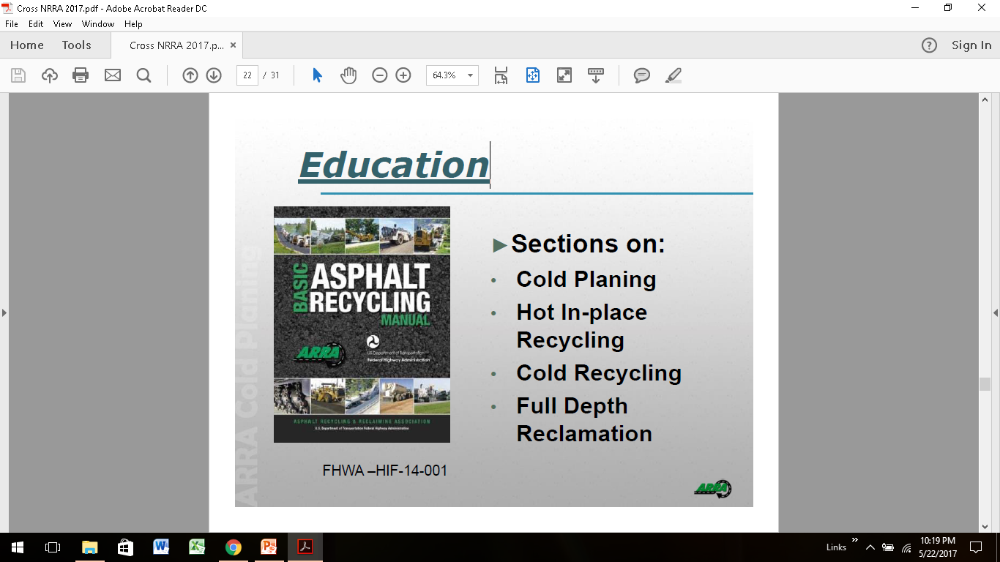 Cross NRRA 2017.pdf - Adobe Acrobat Reader DC
File Edit View Window Help
Home Tools Cross NRRA 2017.p... × ? Sign In
22 / 31 64.3%
Education
ARRA Cold Planing
BASIC ASPHALT
RECYCLING
MANUAL
ARRA
U.S. Department of Transportation
Federal Highway Administration
ASPHALT RECYCLING & RECLAIMING ASSOCIATION
U.S. Department of Transportation Federal Highway Administration
FHWA –HIF-14-001
►Sections on:
• Cold Planing
• Hot In-place
Recycling
• Cold Recycling
• Full Depth
Reclamation
ARRA
Links » 10:19 PM
5/22/2017